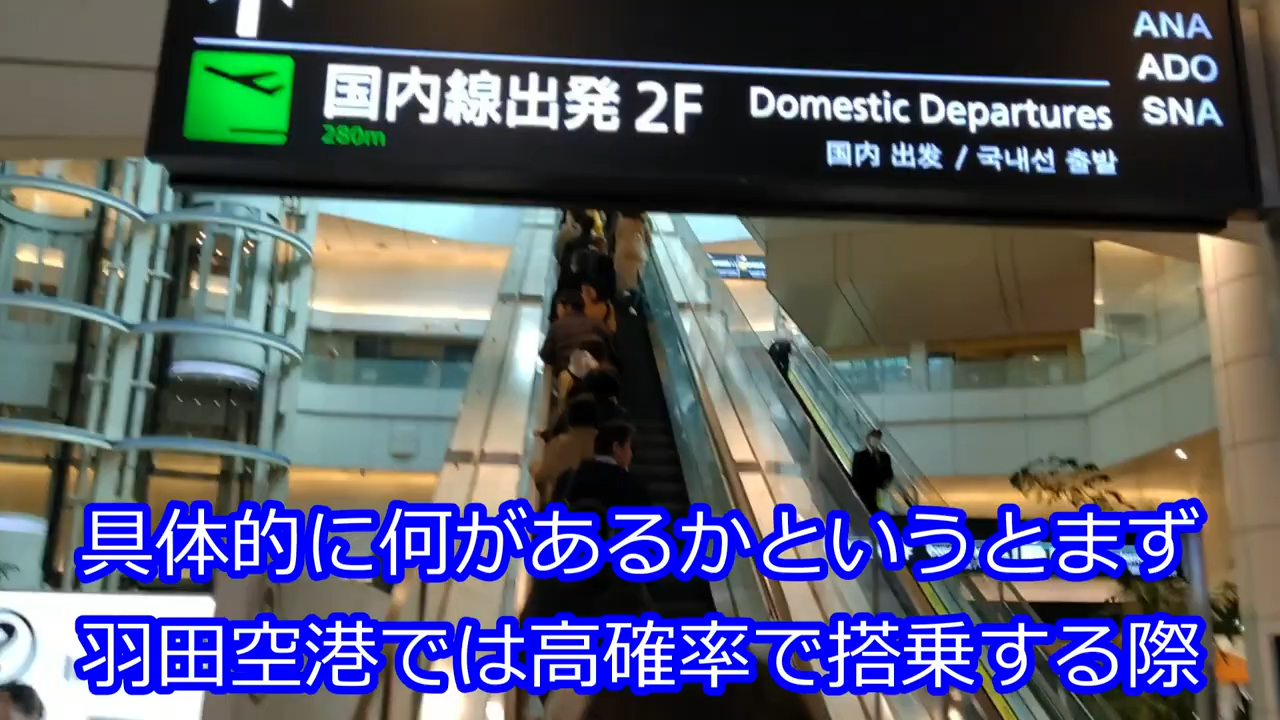 ANA
ADO
SNA
国内線出発 2F
280m
Domestic Departures
国内 出发 / 국내선 출발
具体的に何があるかというとまず
羽田空港では高確率で搭乗する際